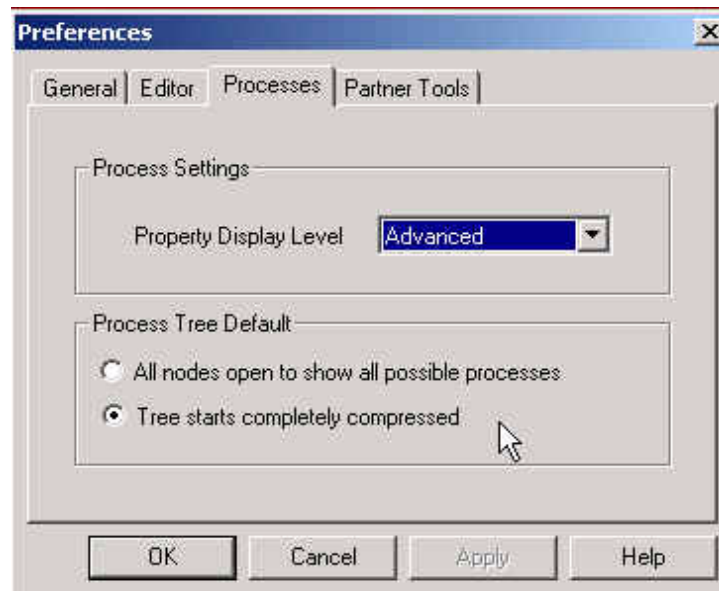 Preferences
General Editor Processes Partner Tools
Process Settings
Property Display Level Advanced
Process Tree Default
All nodes open to show all possible processes
Tree starts completely compressed
OK Cancel Apply Help